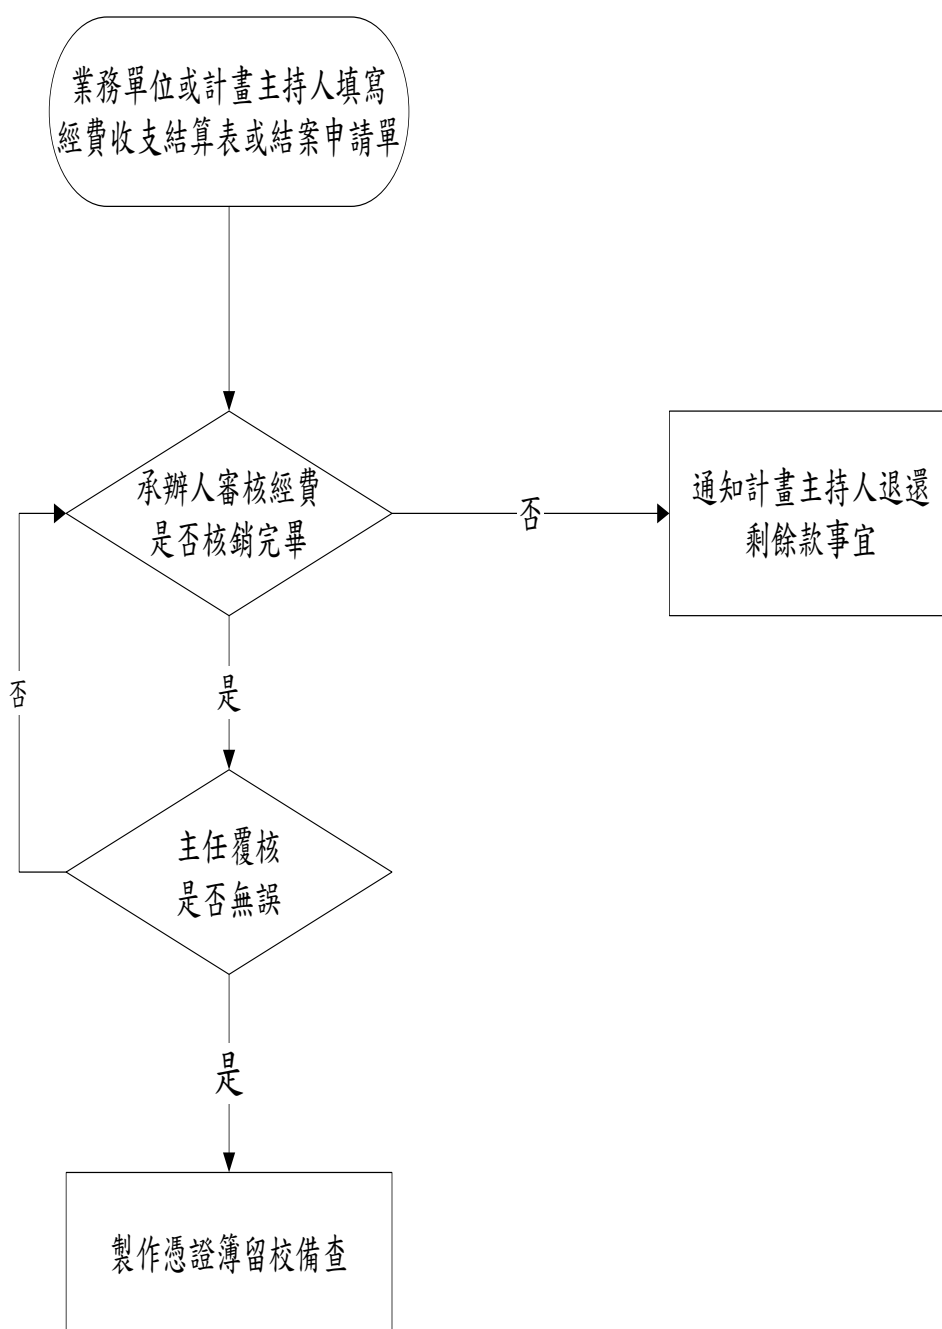 業務單位或計畫主持人填寫
經費收支結算表或結案申請單
承辦人審核經費
是否核銷完畢
否
通知計畫主持人退還
剩餘款事宜
否
是
主任覆核
是否無誤
是
製作憑證簿留校備查